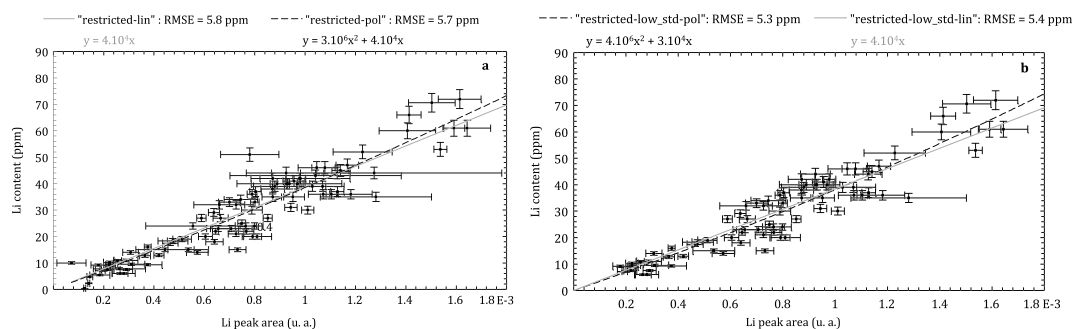 "restricted-lin" : RMSE = 5.8 ppm
"restricted-pol" : RMSE = 5.7 ppm
y = 4.10⁴x
y = 3.10⁶x² + 4.10⁴x
a
90
80
70
60
50
40
30
20
10
0
Li content (ppm)
0.2
0.4
0.6
0.8
1
1.2
1.4
1.6
1.8 E-3
Li peak area (u. a.)
"restricted-low_std-pol": RMSE = 5.3 ppm
"restricted-low_std-lin": RMSE = 5.4 ppm
y = 4.10⁶x² + 3.10⁴x
y = 4.10⁴x
b
90
80
70
60
50
40
30
20
10
0
Li content (ppm)
0.2
0.4
0.6
0.8
1
1.2
1.4
1.6
1.8 E-3
Li peak area (u. a.)